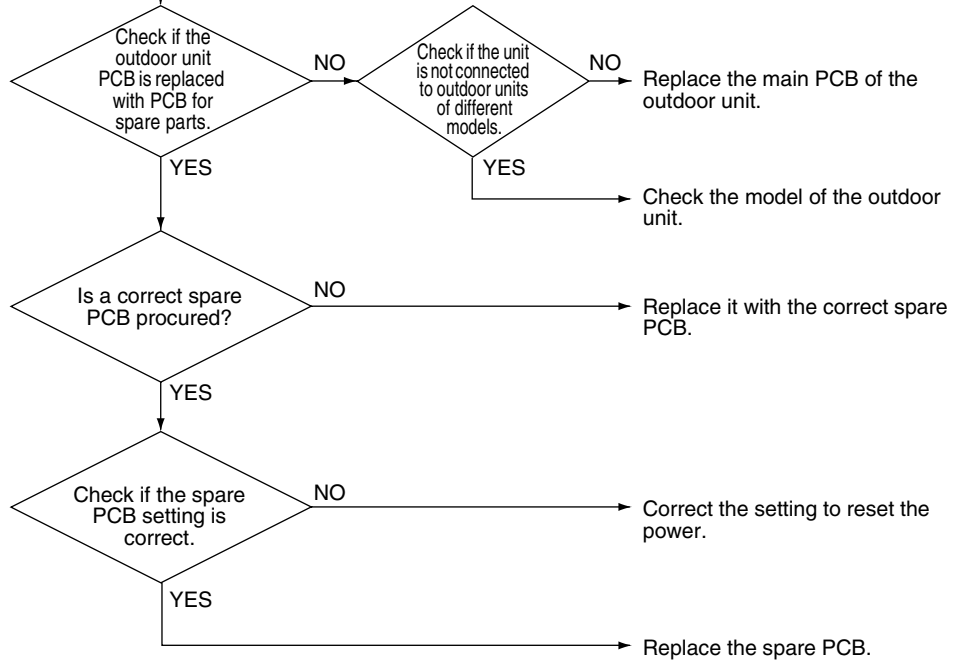 Check if the
outdoor unit
PCB is replaced
with PCB for
spare parts.
NO
Check if the unit
is not connected
to outdoor units
of different
models.
NO
Replace the main PCB of the
outdoor unit.
YES
YES
Check the model of the outdoor
unit.
Is a correct spare
PCB procured?
NO
Replace it with the correct spare
PCB.
YES
Check if the spare
PCB setting is
correct.
NO
Correct the setting to reset the
power.
YES
Replace the spare PCB.